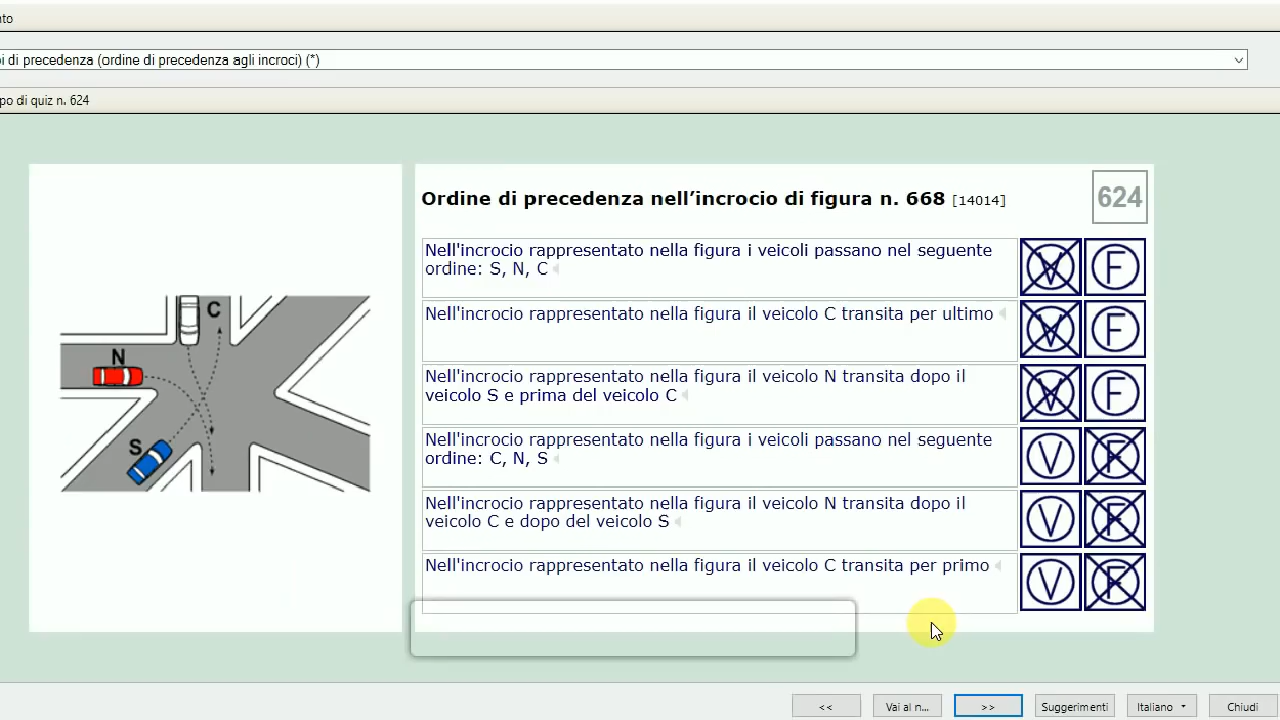 nto
i di precedenza (ordine di precedenza agli incroci) (*)
po di quiz n. 624
Ordine di precedenza nell’incrocio di figura n. 668 [14014]
624
Nell'incrocio rappresentato nella figura i veicoli passano nel seguente
ordine: S, N, C
V F
Nell'incrocio rappresentato nella figura il veicolo C transita per ultimo
V F
Nell'incrocio rappresentato nella figura il veicolo N transita dopo il
veicolo S e prima del veicolo C
V F
Nell'incrocio rappresentato nella figura i veicoli passano nel seguente
ordine: C, N, S
V F
Nell'incrocio rappresentato nella figura il veicolo N transita dopo il
veicolo C e dopo del veicolo S
V F
Nell'incrocio rappresentato nella figura il veicolo C transita per primo
V F
C
N
S
<< Vai al n... >> Suggerimenti Italiano Chiudi